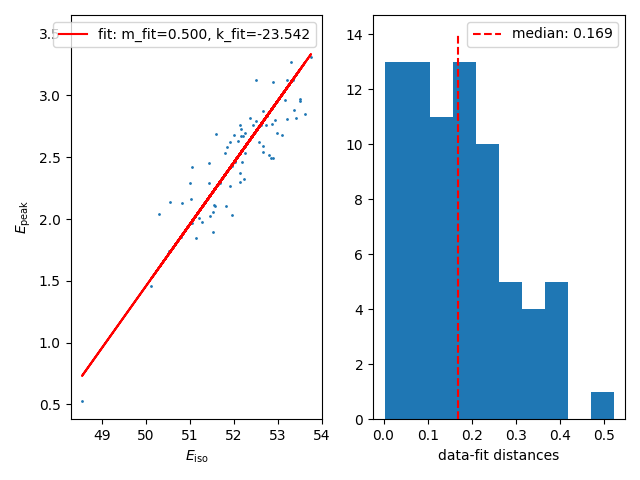 fit: m_fit=0.500, k_fit=-23.542
3.5
3.0
2.5
2.0
1.5
1.0
0.5
E_peak
49 50 51 52 53 54
E_iso
median: 0.169
14
12
10
8
6
4
2
0
0.0 0.1 0.2 0.3 0.4 0.5
data-fit distances